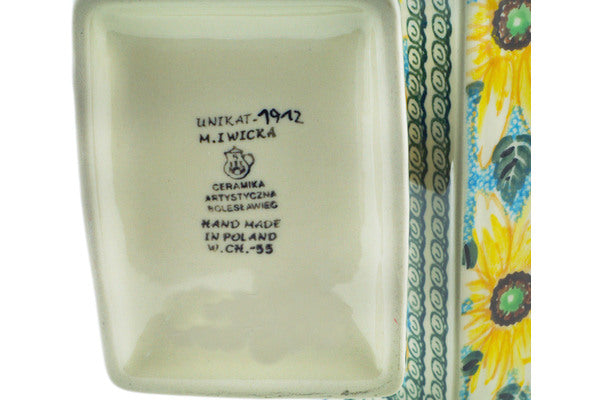 UNIKAT-1912
M.IWICKA
CERAMIKA
ARTYSTYCZNA
BOLESŁAWIEC
HAND MADE
IN POLAND
W.CH.-55